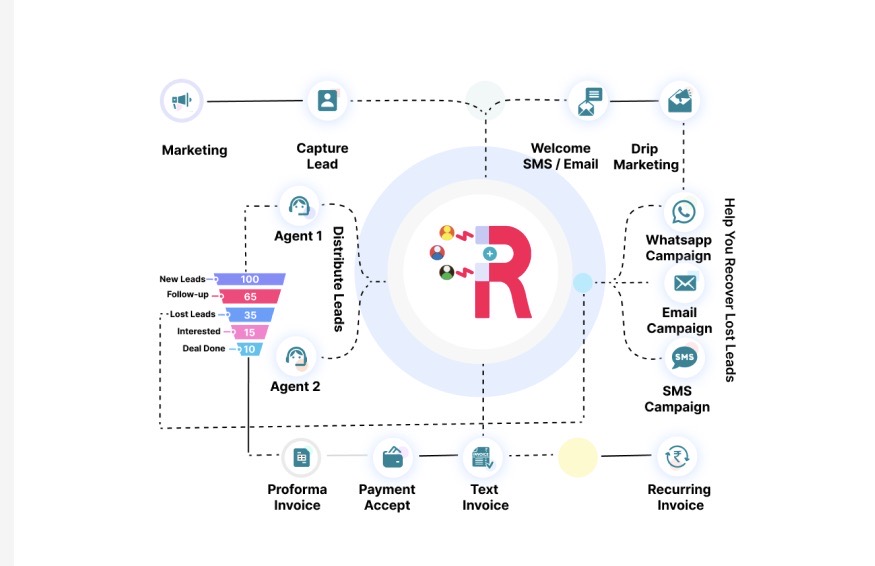 Marketing
Capture
Lead
Welcome
SMS / Email
Drip
Marketing
Agent 1
Distribute Leads
R
Whatsapp
Campaign
Help You Recover Lost Leads
New Leads 100
Follow-up 65
Lost Leads 35
Interested 15
Deal Done 10
Email
Campaign
SMS
SMS
Campaign
Agent 2
INVOICE
₹
Proforma
Invoice
Payment
Accept
Text
Invoice
Recurring
Invoice